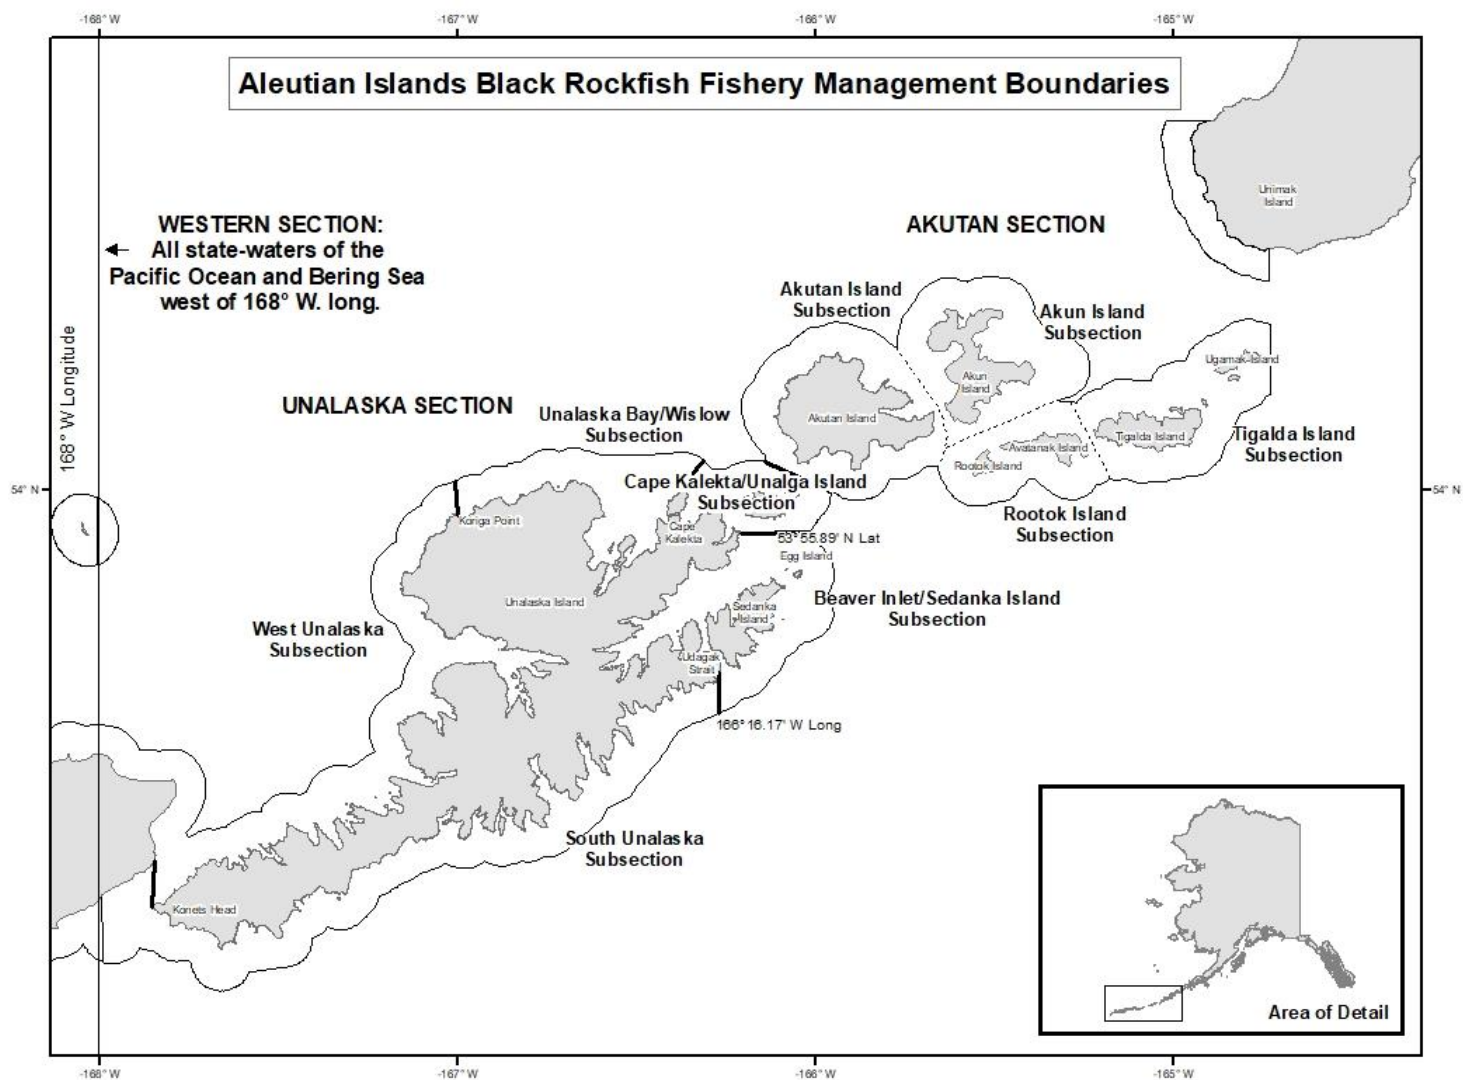 -168° W
-167° W
-166° W
-165° W
Aleutian Islands Black Rockfish Fishery Management Boundaries
Unimak
Island
WESTERN SECTION:
All state-waters of the
Pacific Ocean and Bering Sea
west of 168° W. long.
AKUTAN SECTION
Akutan Island
Subsection
Akun Island
Subsection
168° W Longitude
Ugamak Island
Akun
Island
UNALASKA SECTION
Unalaska Bay/Wislow
Subsection
Akutan Island
Tigalda Island
Tigalda Island
Subsection
Avatanak Island
Rootok Island
Cape Kalekta/Unalga Island
Subsection
54° N
54° N
Rootok Island
Subsection
Koriga Point
Cape
Kalekta
53° 55.89' N Lat
Egg Island
Unalaska Island
Sedanka
Island
Beaver Inlet/Sedanka Island
Subsection
West Unalaska
Subsection
Udagak
Strait
166° 16.17' W Long
South Unalaska
Subsection
Konets Head
Area of Detail
-168° W
-167° W
-166° W
-165° W